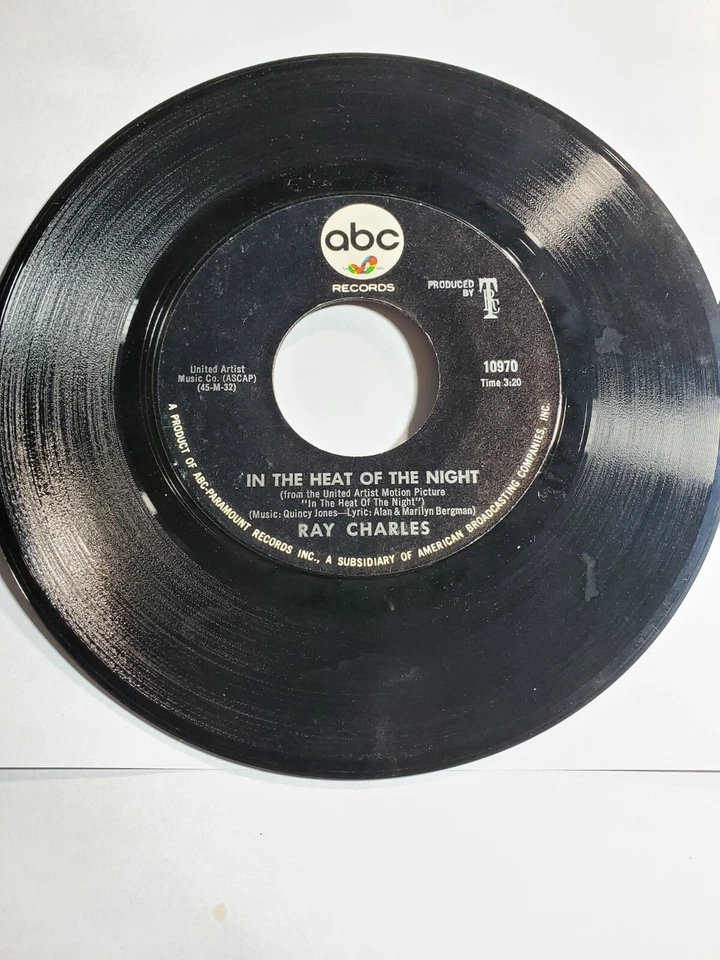 abc
RECORDS
PRODUCED
BY
TRC
United Artist
Music Co. (ASCAP)
(45-M-32)
10970
Time 3:20
IN THE HEAT OF THE NIGHT
(from the United Artist Motion Picture
"In The Heat Of The Night")
(Music: Quincy Jones—Lyric: Alan & Marilyn Bergman)
RAY CHARLES
A PRODUCT OF ABC-PARAMOUNT RECORDS INC., A SUBSIDIARY OF AMERICAN BROADCASTING COMPANIES, INC.